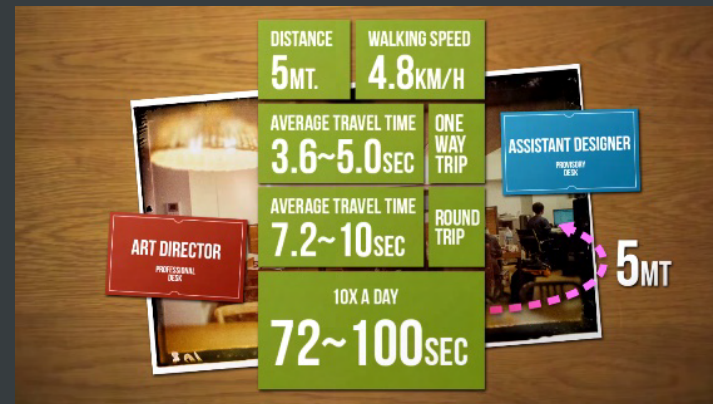 DISTANCE
5MT.
WALKING SPEED
4.8KM/H
AVERAGE TRAVEL TIME
3.6~5.0SEC
ONE
WAY
TRIP
AVERAGE TRAVEL TIME
7.2~10SEC
ROUND
TRIP
10X A DAY
72~100SEC
ART DIRECTOR
PROFESSIONAL
DESK
ASSISTANT DESIGNER
PROVISORY
DESK
5MT